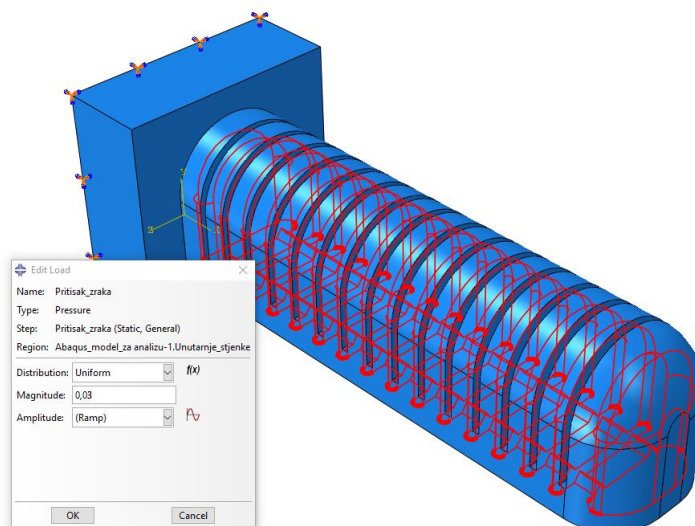 Edit Load
Name: Pritisak_zraka
Type: Pressure
Step: Pritisak_zraka (Static, General)
Region: Abaqus_model_za analizu-1.Unutarnje_stjenke
Distribution: Uniform f(x)
Magnitude: 0,03
Amplitude: (Ramp)
OK Cancel